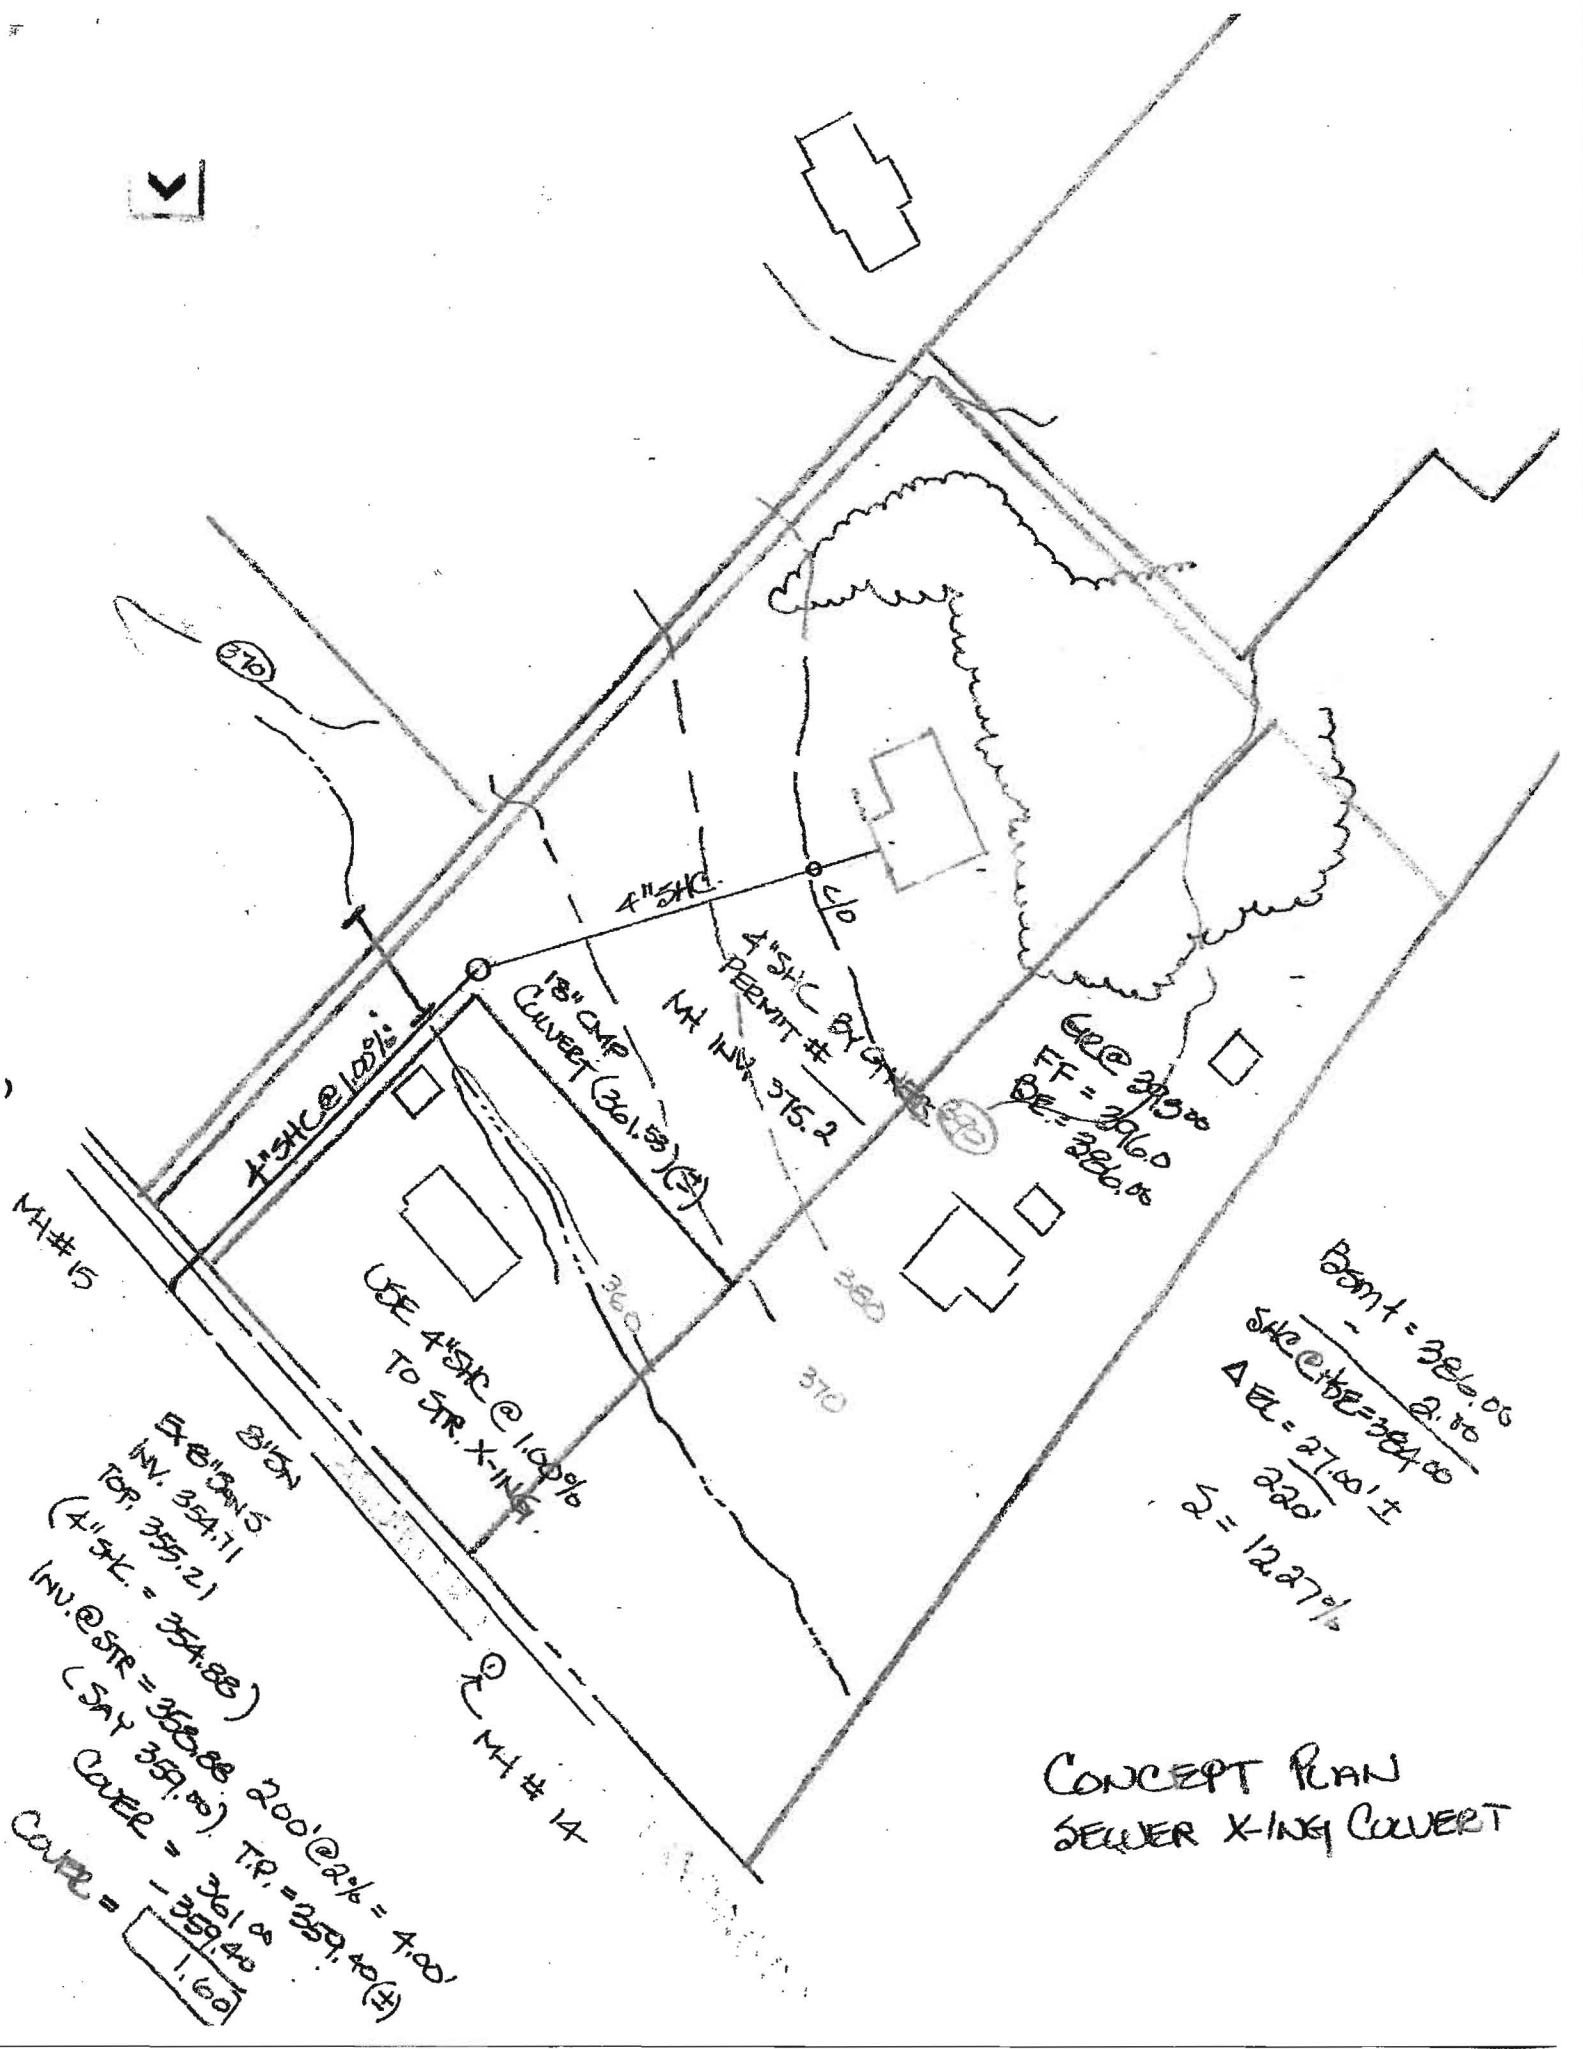 370
4"SHC
C/O
4"SHC BY OTHERS
PERMIT #
MH INV. 375.2
18" CMP
CULVERT (361.53)(±)
4"SHC@1.00%
GR@ 393.00
FF = 396.0
BE. = 386.00
380
MH#15
USE 4"SHC @ 1.00%
TO STR. X-ING
360
380
370
Bsmt = 386.00
- 2.00
SHC@HSE=384.00
Δ EL = 27.00' ±
220'
S = 12.27%
8"SN
EX 8"SAN S.
INV. 354.71
TOP. 355.21
(4"SHC. = 354.88)
INV.@STR = 358.88 200'@2% = 4.00'
(SAY 359.00). T.P. = 359.40(±)
COVER = 361.00
- 359.40
COVER = 1.60
MH # 14
CONCEPT PLAN
SEWER X-ING CULVERT